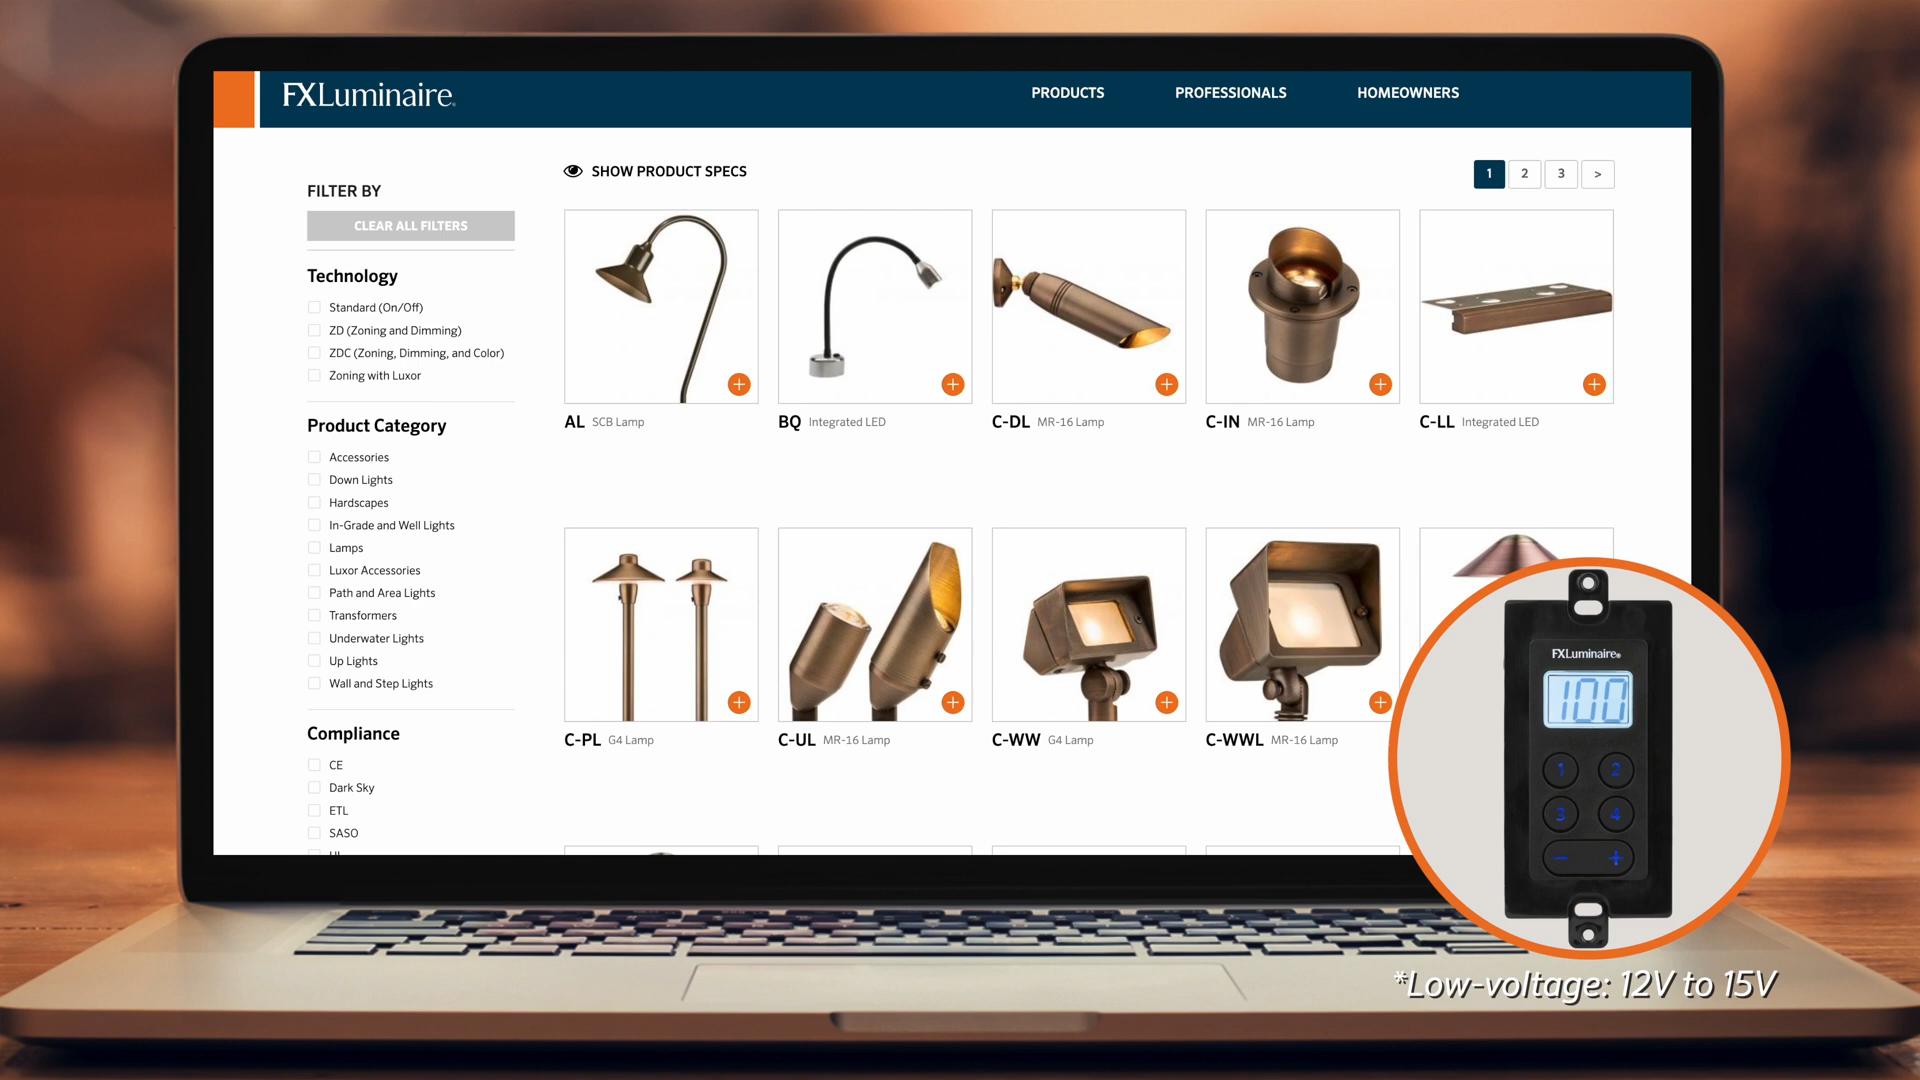 FXLuminaire.
PRODUCTS
PROFESSIONALS
HOMEOWNERS
SHOW PRODUCT SPECS
1
2
3
>
FILTER BY
CLEAR ALL FILTERS
Technology
Standard (On/Off)
ZD (Zoning and Dimming)
ZDC (Zoning, Dimming, and Color)
Zoning with Luxor
Product Category
Accessories
Down Lights
Hardscapes
In-Grade and Well Lights
Lamps
Luxor Accessories
Path and Area Lights
Transformers
Underwater Lights
Up Lights
Wall and Step Lights
Compliance
CE
Dark Sky
ETL
SASO
AL SCB Lamp
BQ Integrated LED
C-DL MR-16 Lamp
C-IN MR-16 Lamp
C-LL Integrated LED
C-PL G4 Lamp
C-UL MR-16 Lamp
C-WW G4 Lamp
C-WWL MR-16 Lamp
FXLuminaire®
100
1
2
3
4
− +
*Low-voltage: 12V to 15V